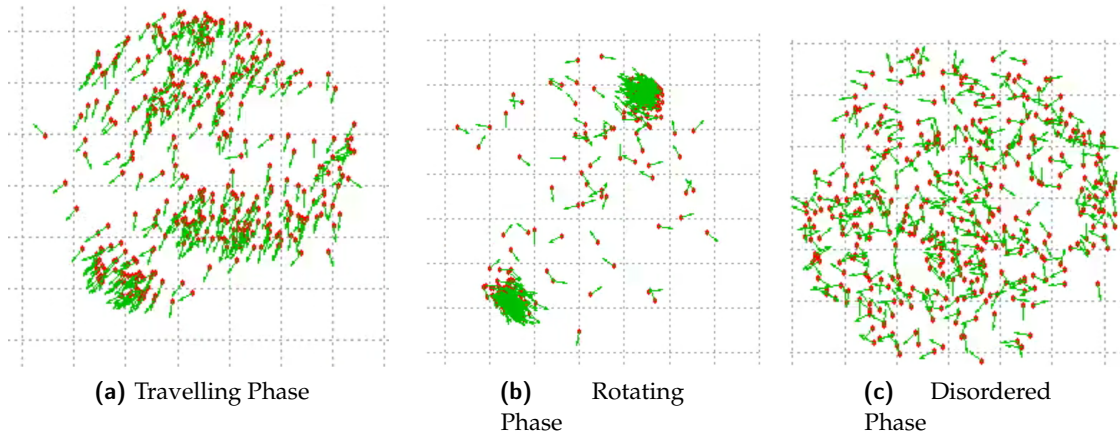 (a) Travelling Phase
(b) Rotating
Phase
(c) Disordered
Phase